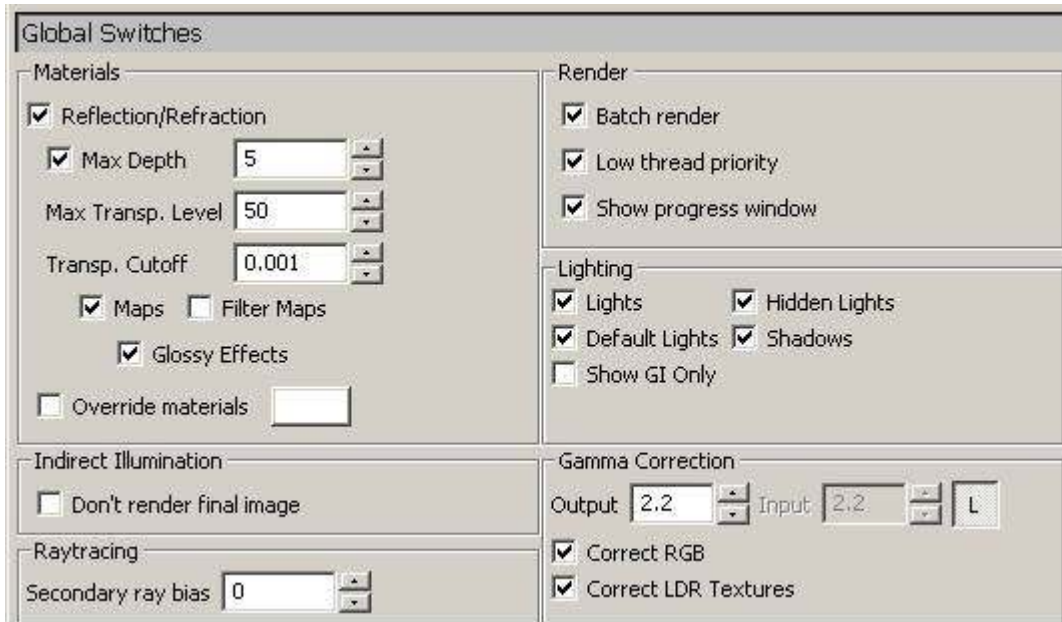 Global Switches
Materials
Reflection/Refraction
Max Depth 5
Max Transp. Level 50
Transp. Cutoff 0.001
Maps Filter Maps
Glossy Effects
Override materials
Indirect Illumination
Don't render final image
Raytracing
Secondary ray bias 0
Render
Batch render
Low thread priority
Show progress window
Lighting
Lights Hidden Lights
Default Lights Shadows
Show GI Only
Gamma Correction
Output 2.2 Input 2.2 L
Correct RGB
Correct LDR Textures